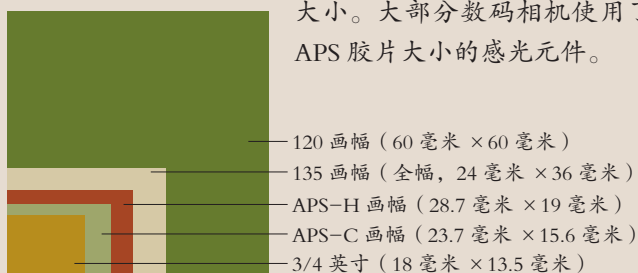 大小。大部分数码相机使用了
APS 胶片大小的感光元件。
120 画幅（60 毫米 ×60 毫米）
135 画幅（全幅，24 毫米 ×36 毫米）
APS-H 画幅（28.7 毫米 ×19 毫米）
APS-C 画幅（23.7 毫米 ×15.6 毫米）
3/4 英寸（18 毫米 ×13.5 毫米）